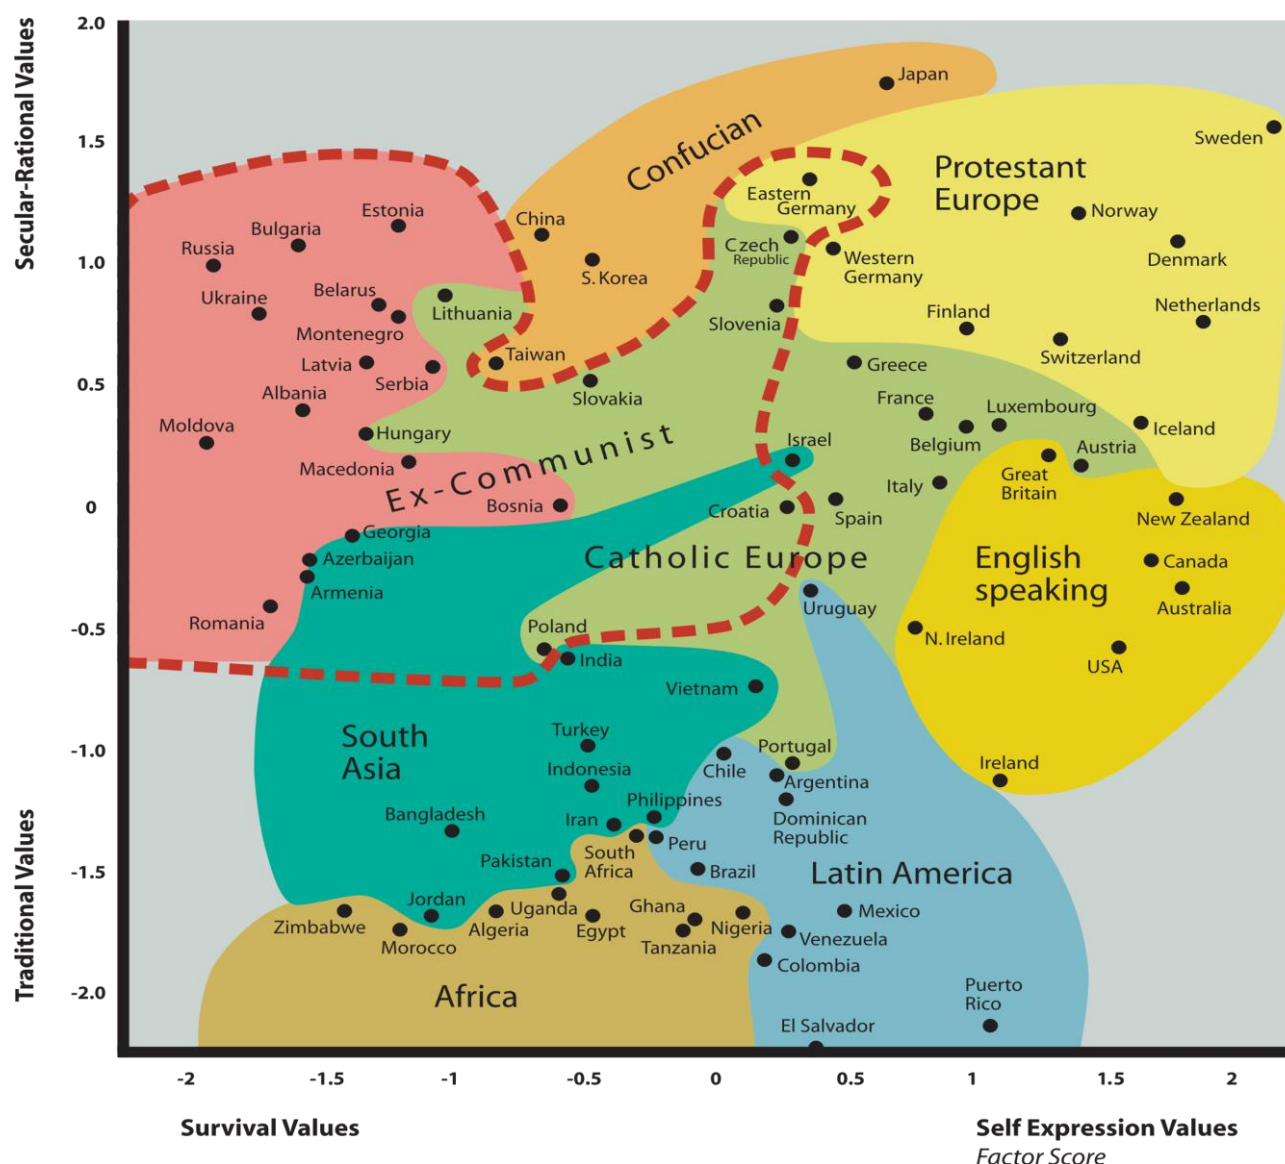 Secular-Rational Values
Traditional Values
2.0
1.5
1.0
0.5
0
-0.5
-1.0
-1.5
-2.0
Japan
Confucian
Sweden
Protestant
Europe
Eastern
Germany
Estonia
China
Norway
Bulgaria
Russia
Czech
Republic
S. Korea
Western
Germany
Denmark
Ukraine
Belarus
Lithuania
Montenegro
Slovenia
Finland
Netherlands
Latvia
Serbia
Taiwan
Switzerland
Greece
Albania
Slovakia
France
Luxembourg
Moldova
Hungary
Ex-Communist
Israel
Belgium
Iceland
Austria
Macedonia
Great
Britain
Italy
Bosnia
Croatia
Spain
New Zealand
Georgia
Azerbaijan
Armenia
Catholic Europe
English
speaking
Canada
Australia
Romania
Uruguay
Poland
India
N. Ireland
USA
Vietnam
South
Asia
Turkey
Indonesia
Chile
Portugal
Argentina
Ireland
Bangladesh
Iran
Philippines
Dominican
Republic
Peru
South
Africa
Pakistan
Brazil
Latin America
Jordan
Uganda
Ghana
Mexico
Zimbabwe
Morocco
Algeria
Egypt
Tanzania
Nigeria
Venezuela
Colombia
Africa
Puerto
Rico
El Salvador
-2
-1.5
-1
-0.5
0
0.5
1
1.5
2
Survival Values
Self Expression Values
Factor Score